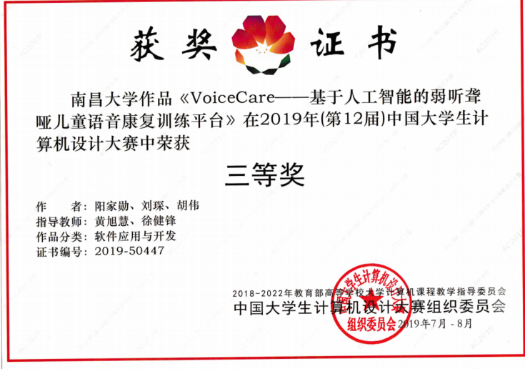 获奖证书
南昌大学作品《VoiceCare——基于人工智能的弱听聋
哑儿童语音康复训练平台》在2019年(第12届)中国大学生计
算机设计大赛中荣获
三等奖
作 者：阳家勋、刘琛、胡伟
指导教师：黄旭慧、徐健锋
作品分类：软件应用与开发
证书编号：2019-50447
2018-2022年教育部高等学校大学计算机课程教学指导委员会
中国大学生计算机设计大赛组织委员会
组织委员会
2019年7月 - 8月